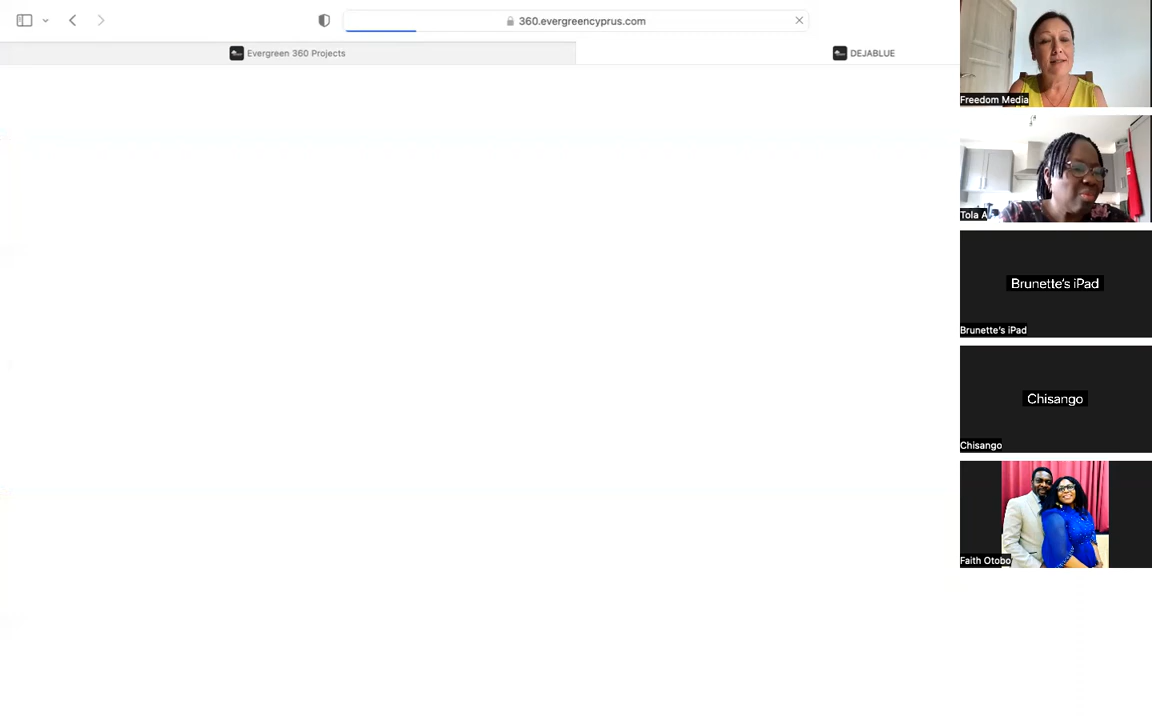 360.evergreencyprus.com
Evergreen 360 Projects
DEJABLUE
Freedom Media
Tola A
Brunette's iPad
Brunette's iPad
Chisango
Chisango
Faith Otobo